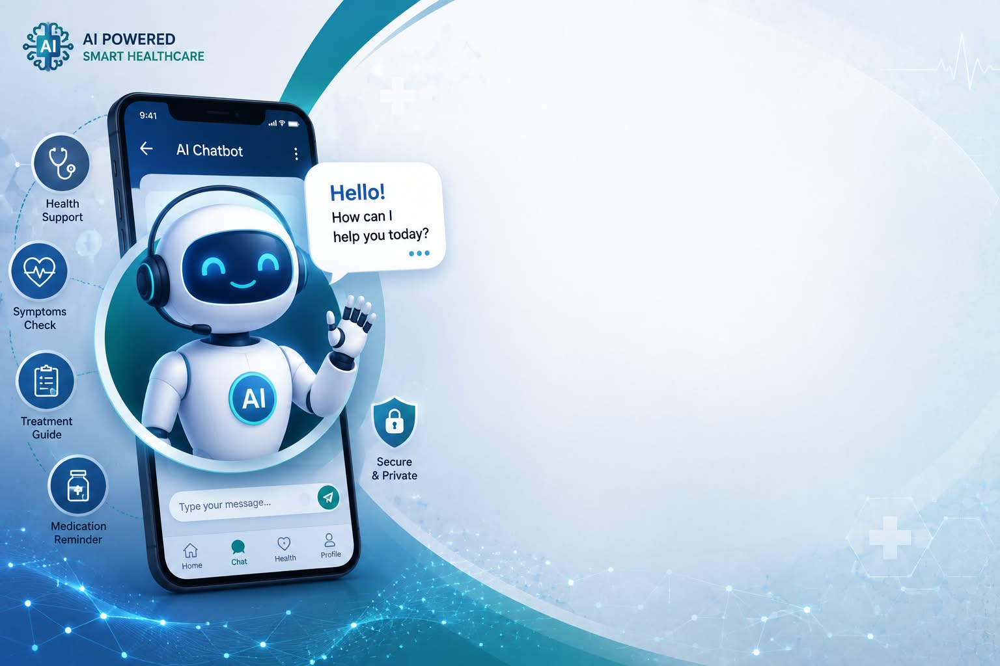 AI
AI POWERED
SMART HEALTHCARE
9:41
AI Chatbot
Hello!
How can I
help you today?
Health
Support
Symptoms
Check
Treatment
Guide
Medication
Reminder
AI
Secure
& Private
Type your message...
Home
Chat
Health
Profile